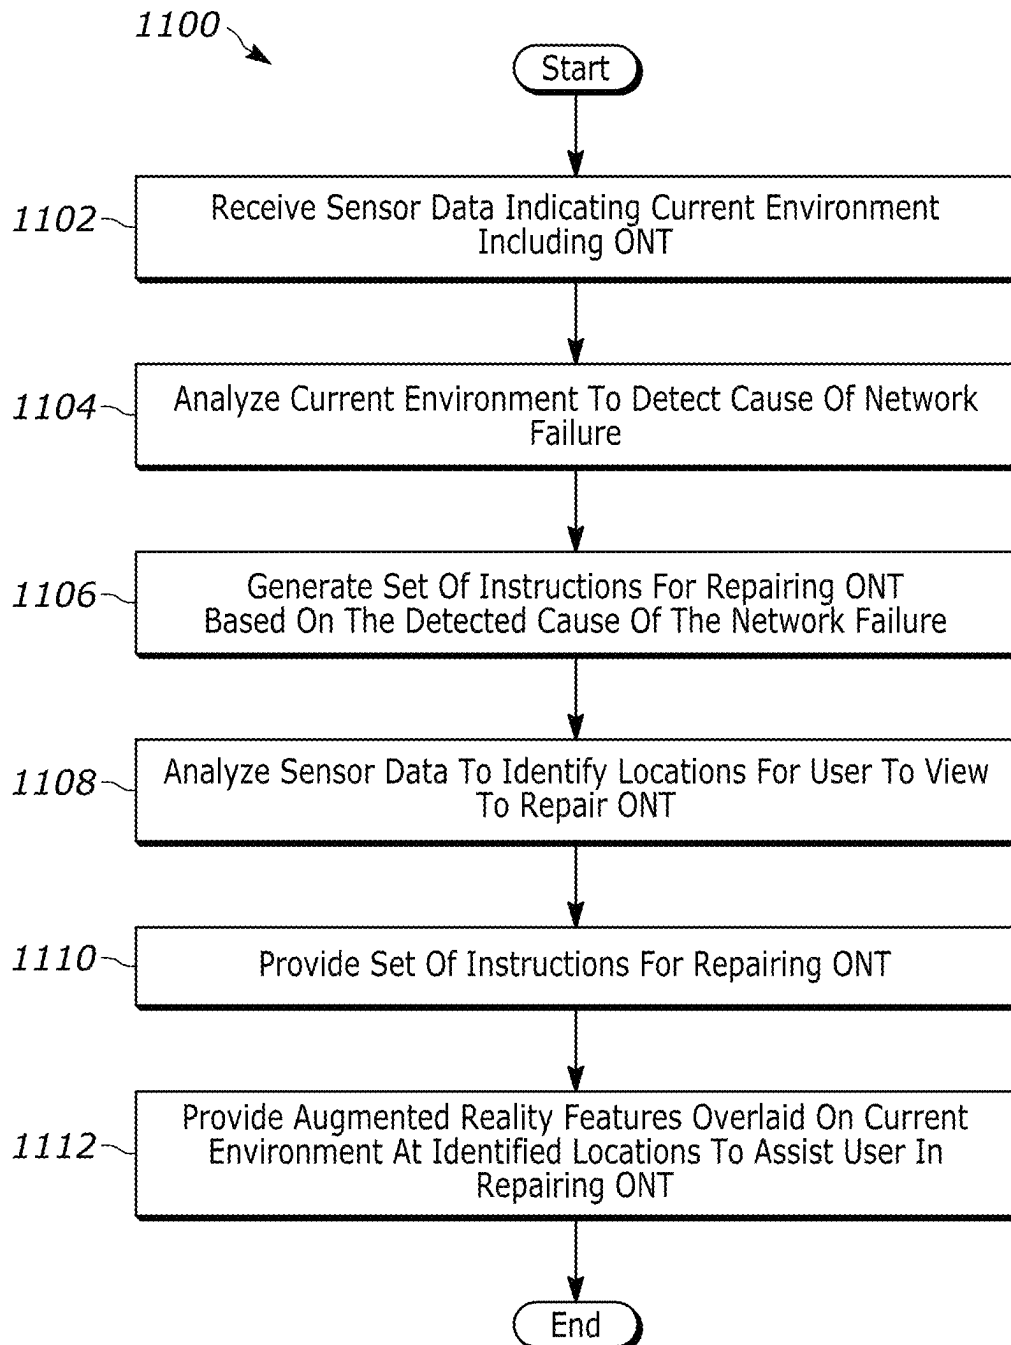 1100
Start
1102
Receive Sensor Data Indicating Current Environment
Including ONT
1104
Analyze Current Environment To Detect Cause Of Network
Failure
1106
Generate Set Of Instructions For Repairing ONT
Based On The Detected Cause Of The Network Failure
1108
Analyze Sensor Data To Identify Locations For User To View
To Repair ONT
1110
Provide Set Of Instructions For Repairing ONT
1112
Provide Augmented Reality Features Overlaid On Current
Environment At Identified Locations To Assist User In
Repairing ONT
End